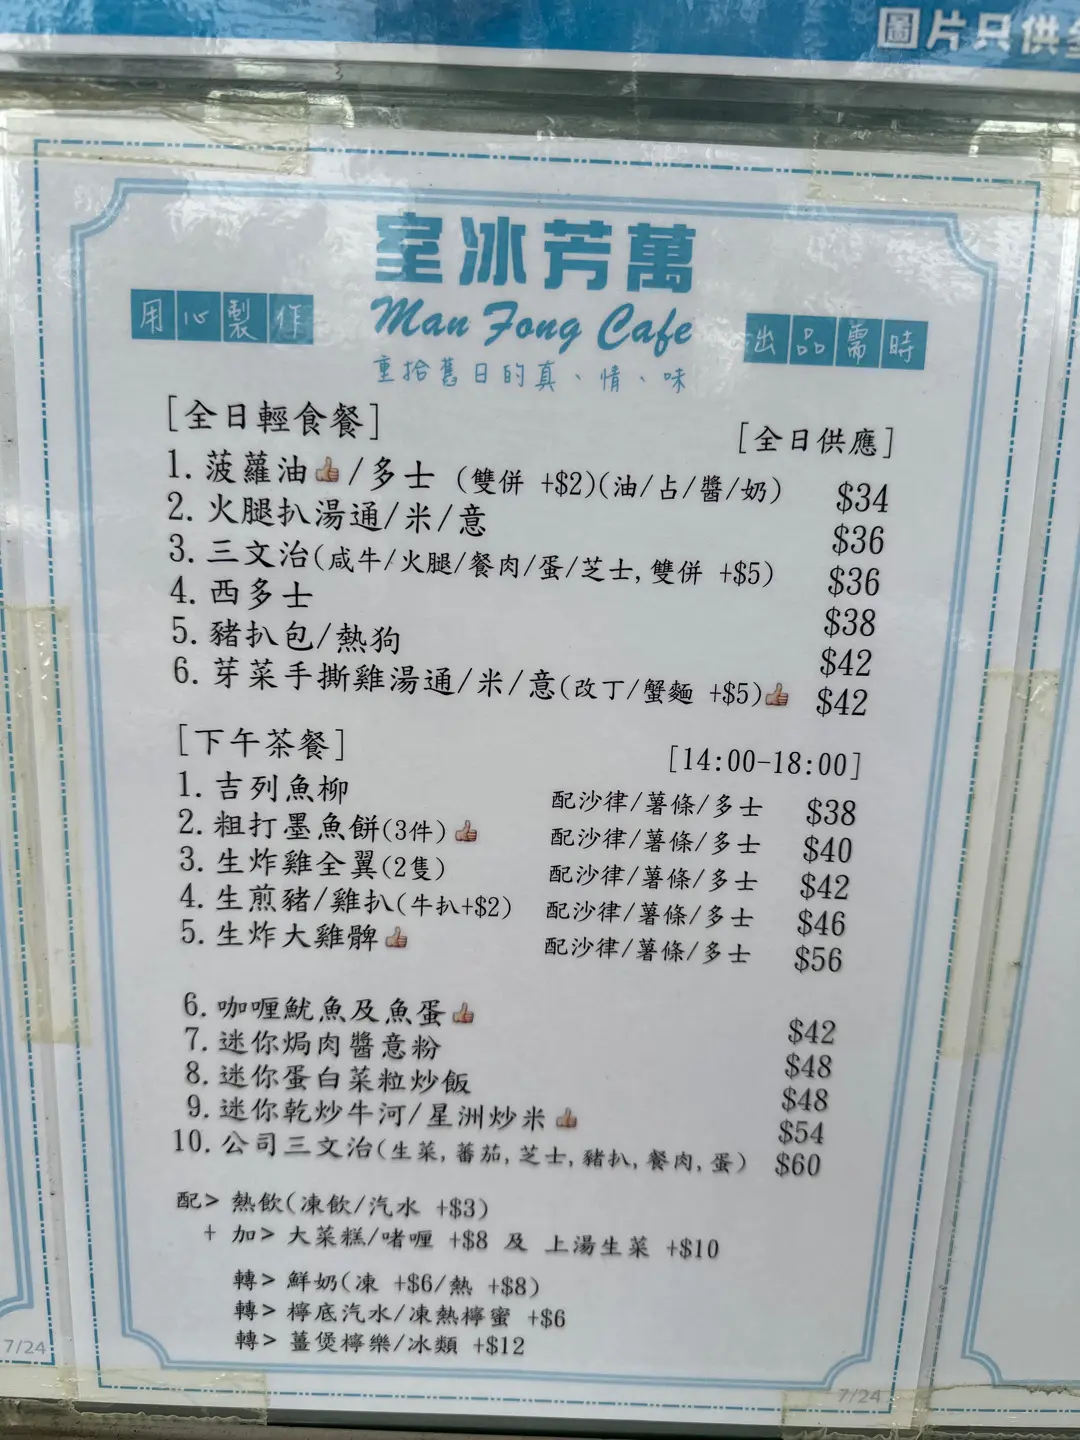 圖片只供
室冰芳萬
用心製作
Man Fong Cafe
出品需時
重拾舊日的真、情、味
[全日輕食餐] [全日供應]
1. 菠蘿油👍/多士 (雙併 +$2)(油/占/醬/奶) $34
2. 火腿扒湯通/米/意 $36
3. 三文治(咸牛/火腿/餐肉/蛋/芝士, 雙併 +$5) $36
4. 西多士 $38
5. 豬扒包/熱狗 $42
6. 芽菜手撕雞湯通/米/意(改丁/蟹麵 +$5)👍 $42
[下午茶餐] [14:00-18:00]
1. 吉列魚柳 配沙律/薯條/多士 $38
2. 粗打墨魚餅(3件)👍 配沙律/薯條/多士 $40
3. 生炸雞全翼(2隻) 配沙律/薯條/多士 $42
4. 生煎豬/雞扒(牛扒+$2) 配沙律/薯條/多士 $46
5. 生炸大雞髀👍 配沙律/薯條/多士 $56
6. 咖喱魷魚及魚蛋👍 $42
7. 迷你焗肉醬意粉 $48
8. 迷你蛋白菜粒炒飯 $48
9. 迷你乾炒牛河/星洲炒米👍 $54
10. 公司三文治(生菜, 蕃茄, 芝士, 豬扒, 餐肉, 蛋) $60
配> 熱飲(凍飲/汽水 +$3)
+ 加> 大菜糕/啫喱 +$8 及 上湯生菜 +$10
轉> 鮮奶(凍 +$6/熱 +$8)
轉> 檸底汽水/凍熱檸蜜 +$6
轉> 薑煲檸樂/冰類 +$12
7/24
7/24